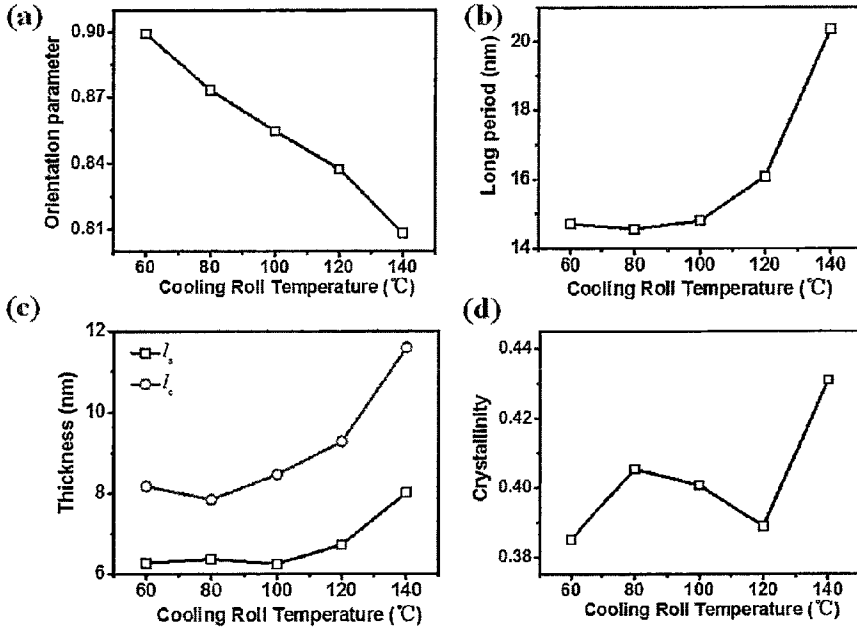 (a)
0.90
0.87
0.84
0.81
Orientation parameter
60 80 100 120 140
Cooling Roll Temperature (℃)
(b)
20
18
16
14
Long period (nm)
60 80 100 120 140
Cooling Roll Temperature (℃)
(c)
12
10
8
6
Thickness (nm)
lₐ
l꜀
60 80 100 120 140
Cooling Roll Temperature (℃)
(d)
0.44
0.42
0.40
0.38
Crystallinity
60 80 100 120 140
Cooling Roll Temperature (℃)